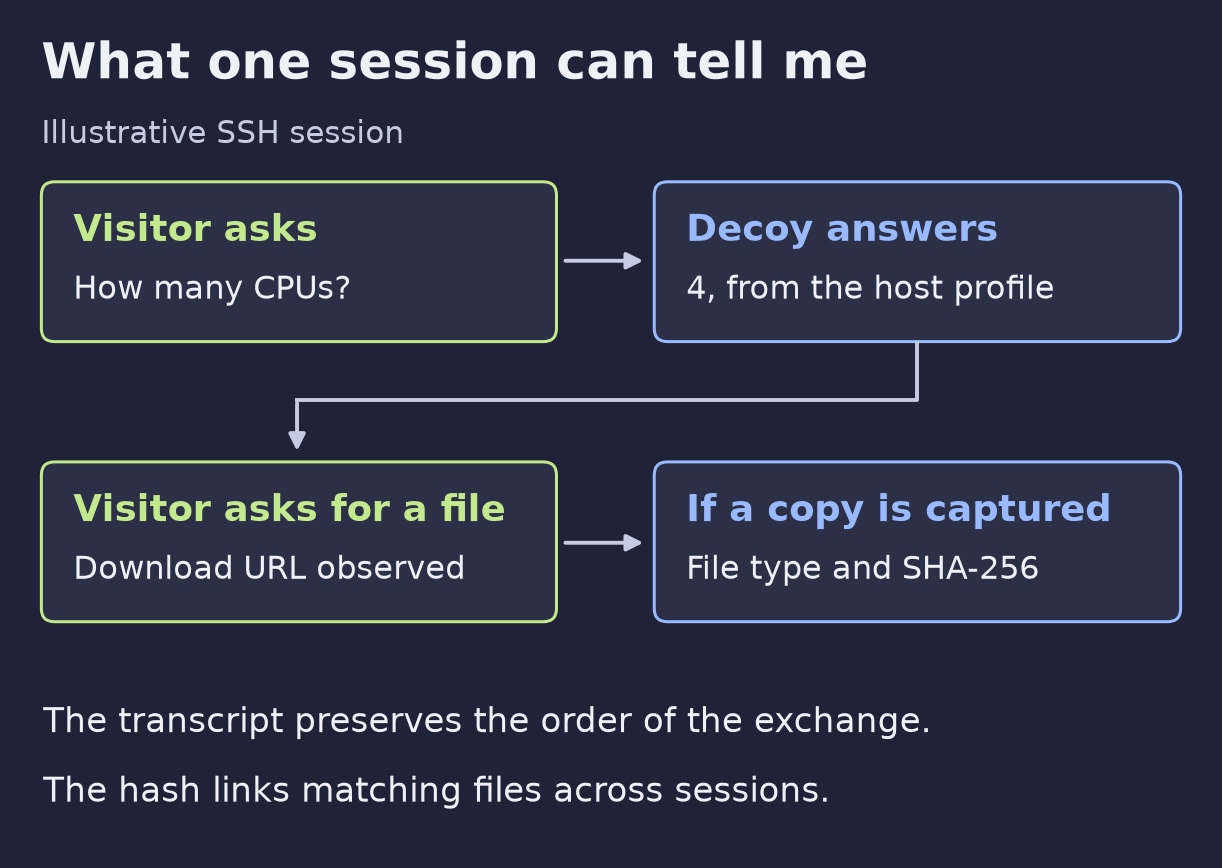 What one session can tell me
Illustrative SSH session
Visitor asks
How many CPUs?
Decoy answers
4, from the host profile
Visitor asks for a file
Download URL observed
If a copy is captured
File type and SHA-256
The transcript preserves the order of the exchange.
The hash links matching files across sessions.